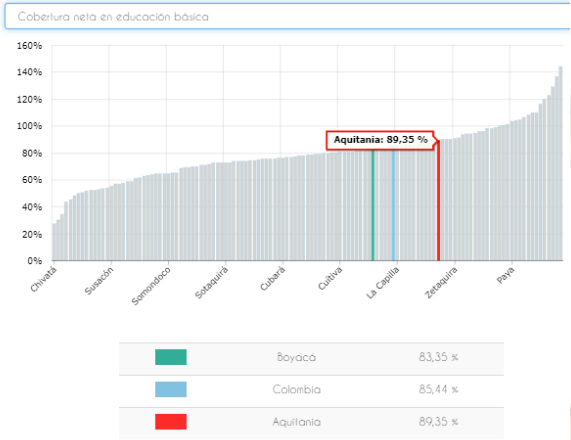 Cobertura neta en educación básica
160%
140%
120%
100%
80%
60%
40%
20%
0%
Aquitania: 89,35 %
Chivatá
Susacón
Somondoco
Sotaquirá
Cubará
Cuítiva
La Capilla
Zetaquira
Paya
Boyacá 83,35 %
Colombia 85,44 %
Aquitania 89,35 %